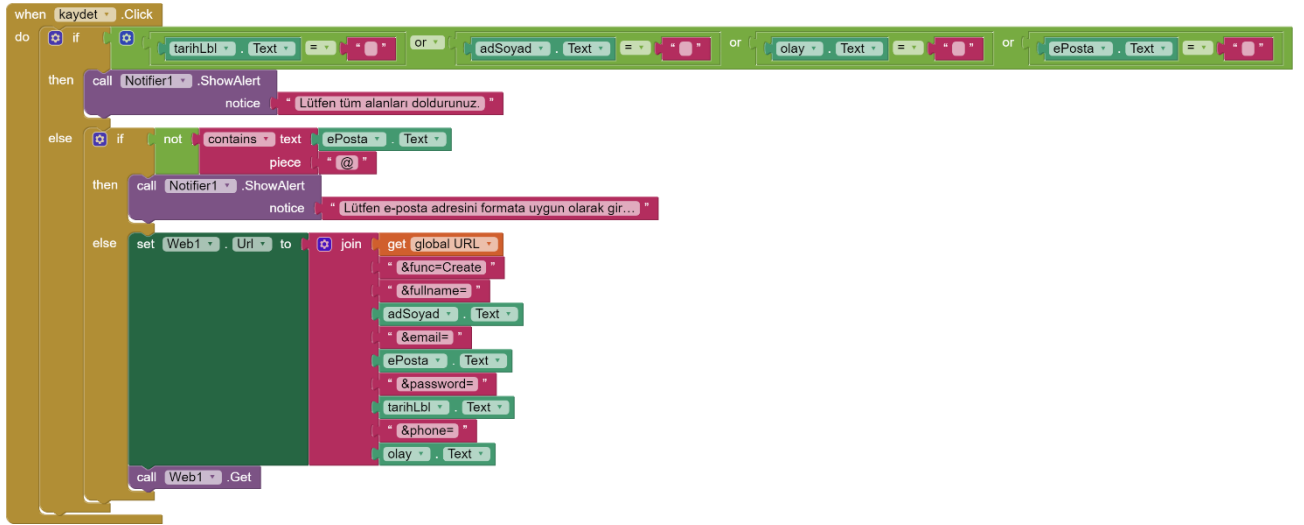 when kaydet .Click
do if tarihLbl . Text = " " or adSoyad . Text = " " or olay . Text = " " or ePosta . Text = " "
then call Notifier1 .ShowAlert
notice " Lütfen tüm alanları doldurunuz. "
else if not contains text ePosta . Text
piece " @ "
then call Notifier1 .ShowAlert
notice " Lütfen e-posta adresini formata uygun olarak gir... "
else set Web1 . Url to join get global URL
" &func=Create "
" &fullname= "
adSoyad . Text
" &email= "
ePosta . Text
" &password= "
tarihLbl . Text
" &phone= "
olay . Text
call Web1 .Get